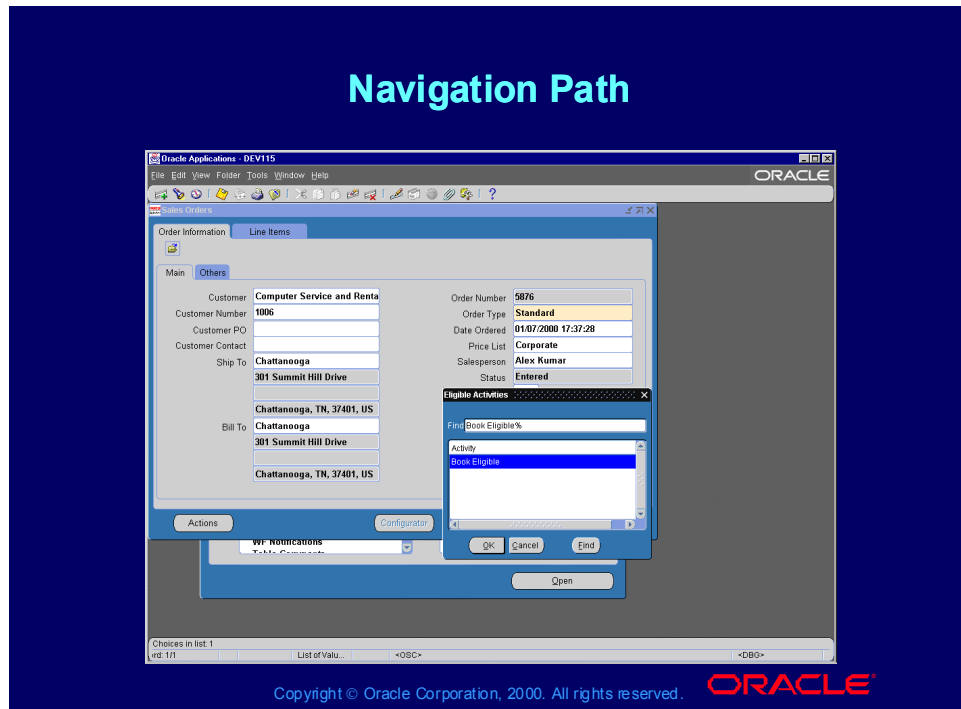 Navigation Path
Oracle Applications - DEV115
File Edit View Folder Tools Window Help
ORACLE
Sales Orders
Order Information Line Items
Main Others
Customer Computer Service and Renta
Customer Number 1006
Customer PO
Customer Contact
Ship To Chattanooga
301 Summit Hill Drive
Chattanooga, TN, 37401, US
Bill To Chattanooga
301 Summit Hill Drive
Chattanooga, TN, 37401, US
Order Number 5876
Order Type Standard
Date Ordered 01/07/2000 17:37:28
Price List Corporate
Salesperson Alex Kumar
Status Entered
Eligible Activities
Find Book Eligible%
Activity
Book Eligible
OK Cancel Find
Actions Configurator
WF Notifications
Table Comments
Open
Choices in list: 1
rd: 1/1 List of Valu... <OSC> <DBG>
Copyright © Oracle Corporation, 2000. All rights reserved.
ORACLE